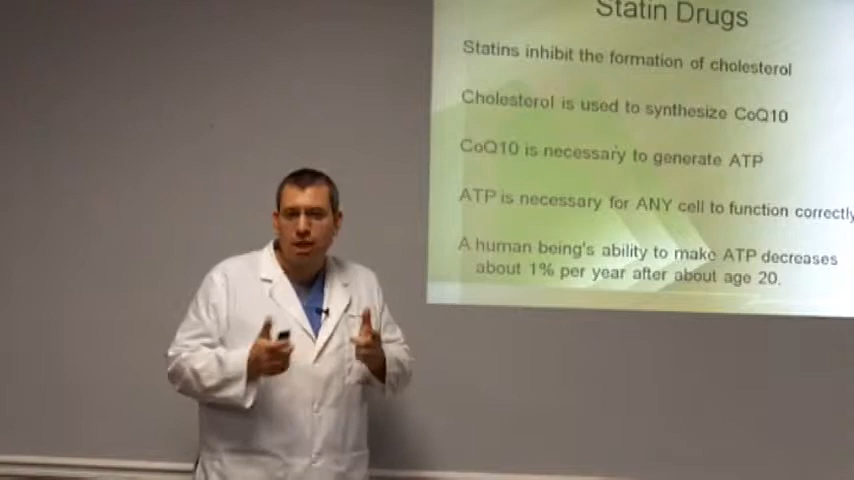 Statin Drugs
Statins inhibit the formation of cholesterol
Cholesterol is used to synthesize CoQ10
CoQ10 is necessary to generate ATP
ATP is necessary for ANY cell to function correctly
A human being's ability to make ATP decreases
about 1% per year after about age 20.